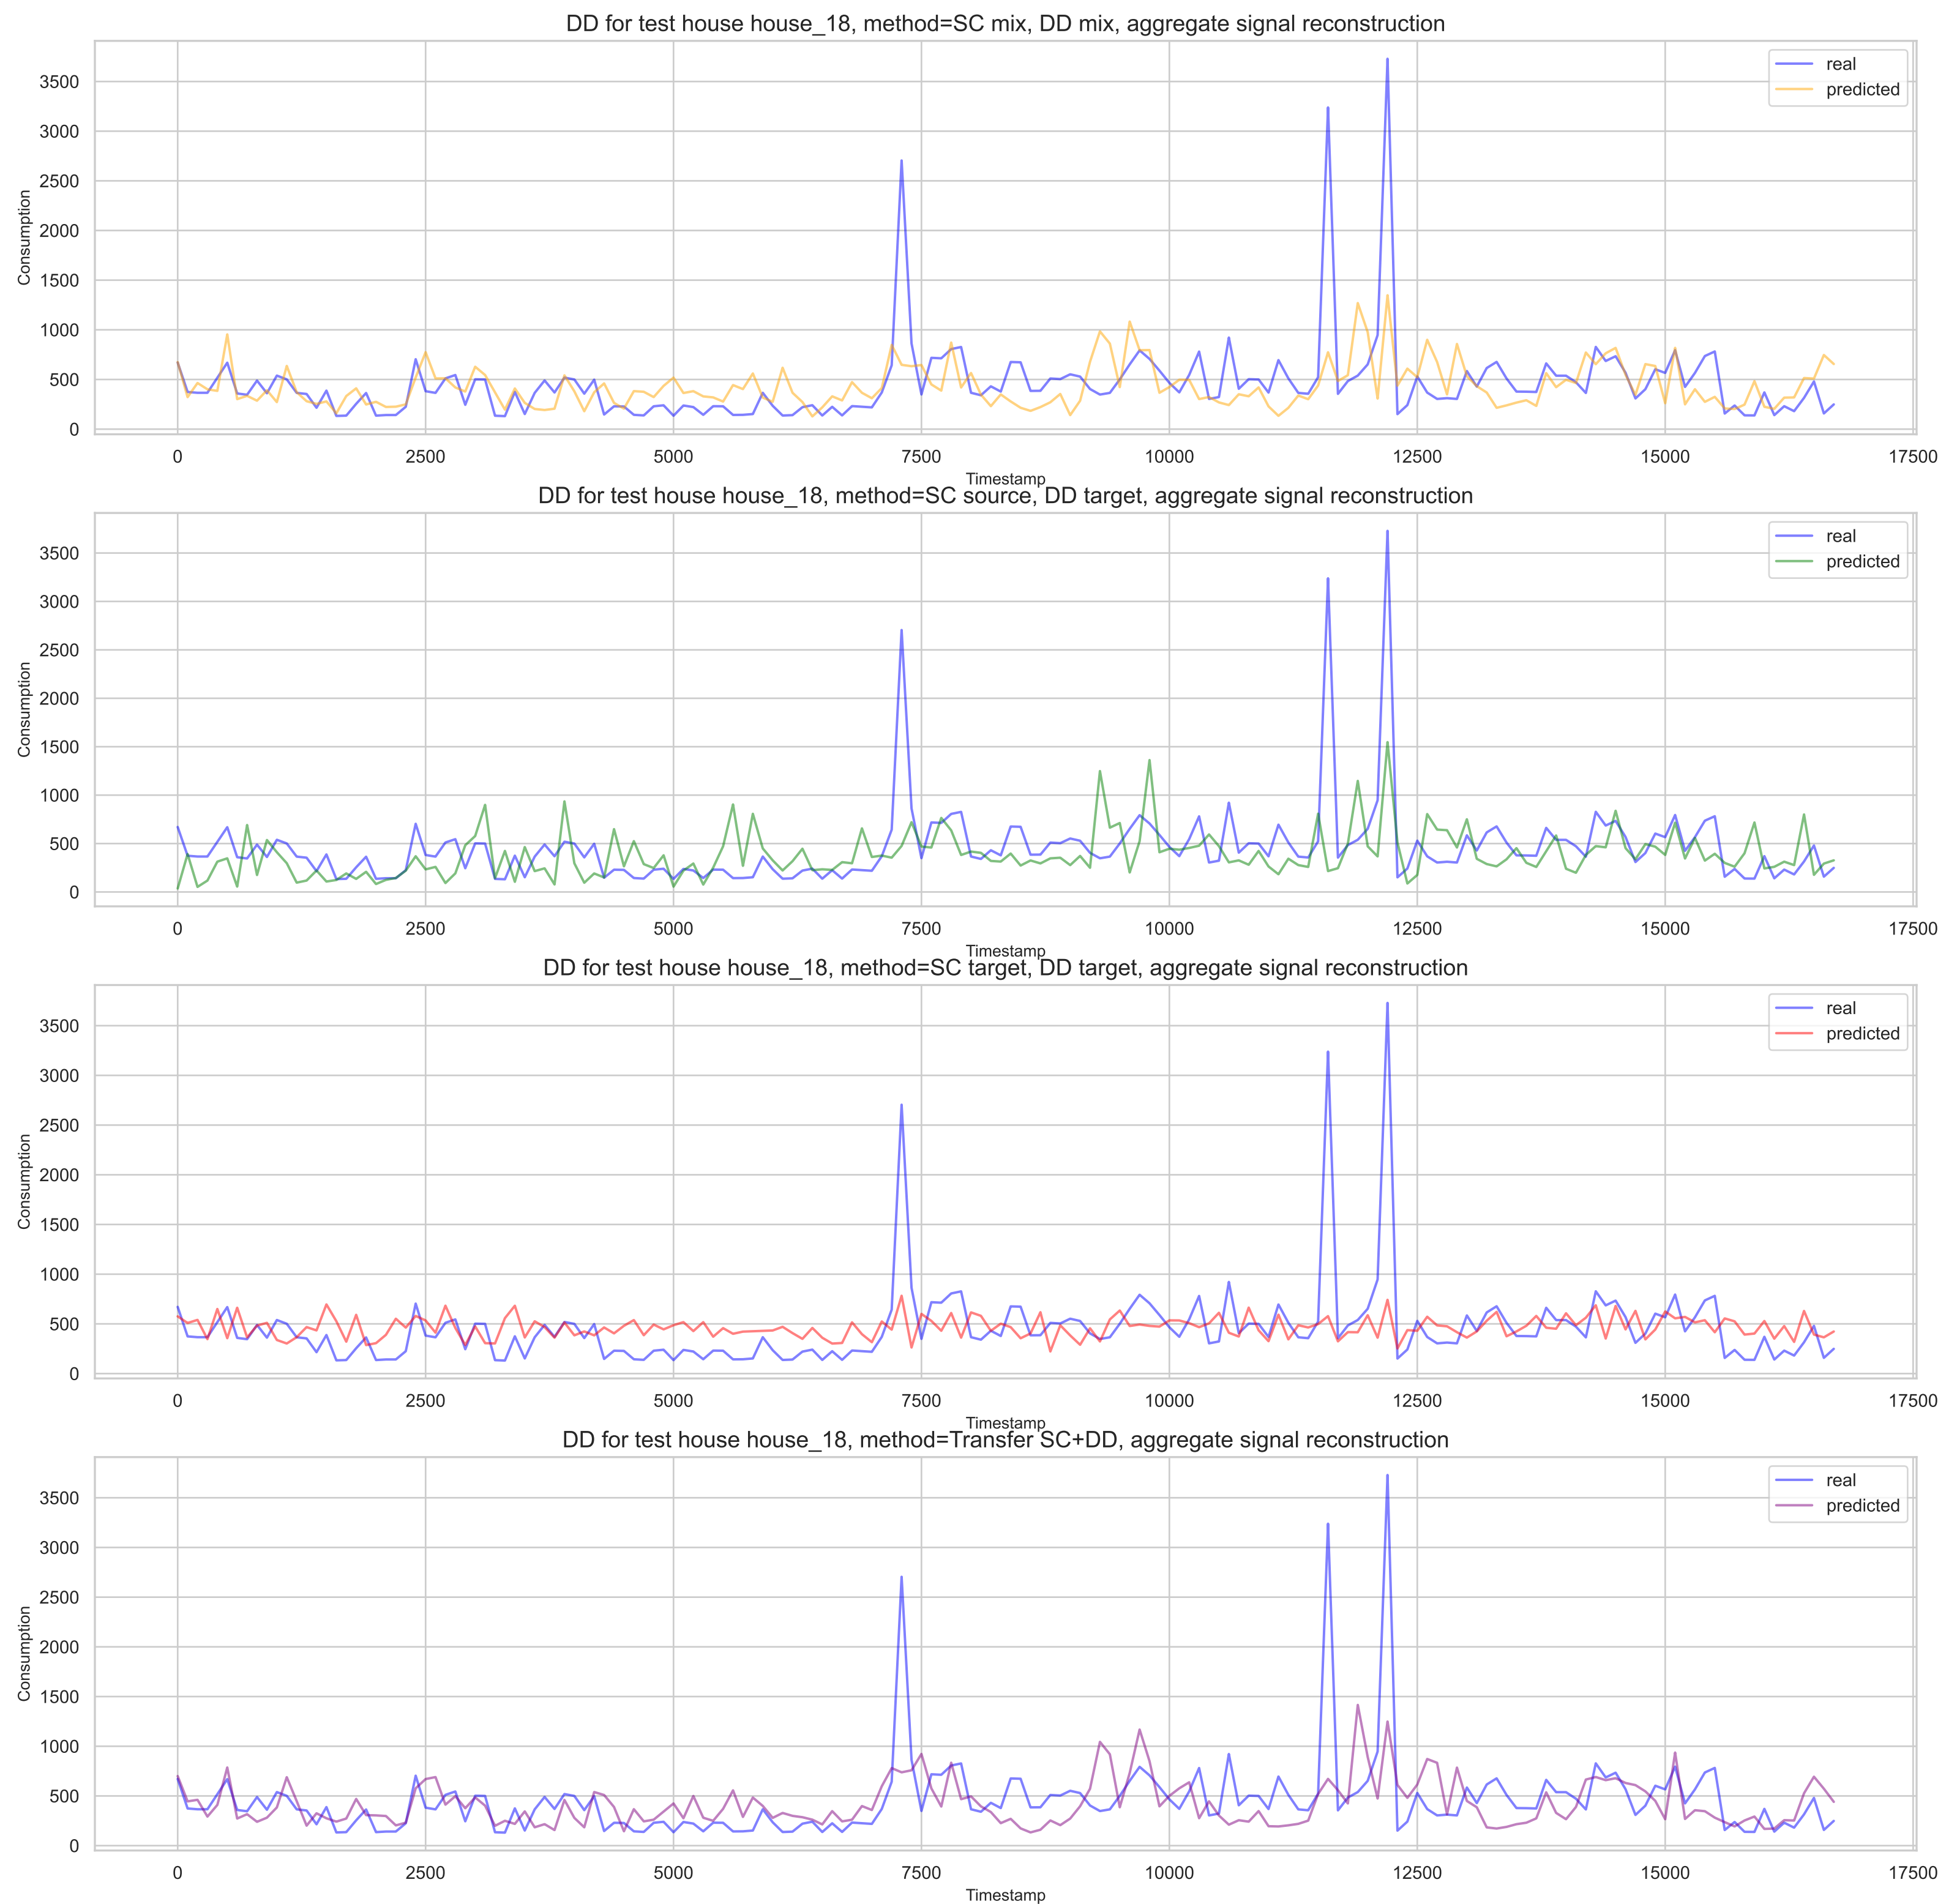 DD for test house house_18, method=SC mix, DD mix, aggregate signal reconstruction
real
predicted
3500
3000
2500
2000
1500
1000
500
0
Consumption
0 2500 5000 7500 10000 12500 15000 17500
Timestamp
DD for test house house_18, method=SC source, DD target, aggregate signal reconstruction
real
predicted
3500
3000
2500
2000
1500
1000
500
0
Consumption
0 2500 5000 7500 10000 12500 15000 17500
Timestamp
DD for test house house_18, method=SC target, DD target, aggregate signal reconstruction
real
predicted
3500
3000
2500
2000
1500
1000
500
0
Consumption
0 2500 5000 7500 10000 12500 15000 17500
Timestamp
DD for test house house_18, method=Transfer SC+DD, aggregate signal reconstruction
real
predicted
3500
3000
2500
2000
1500
1000
500
0
Consumption
0 2500 5000 7500 10000 12500 15000 17500
Timestamp